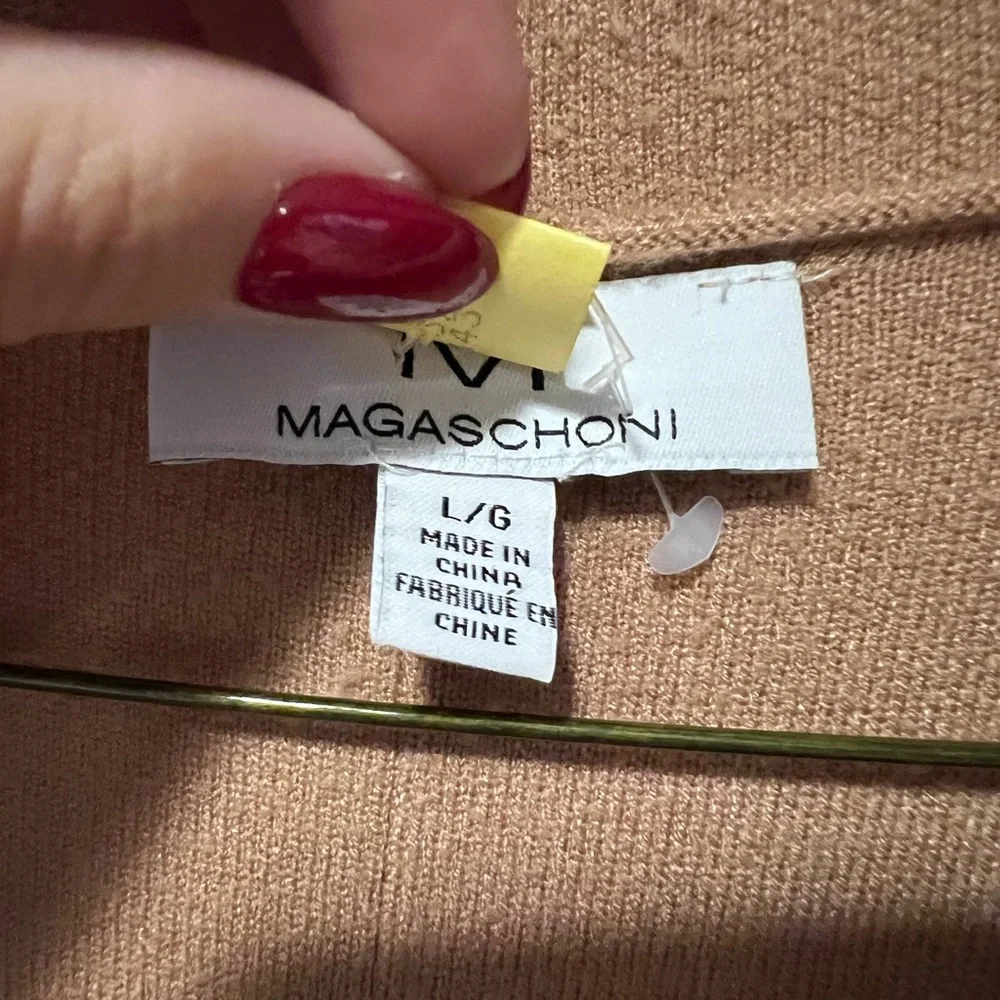 M
MAGASCHONI
L/G
MADE IN
CHINA
FABRIQUÉ EN
CHINE